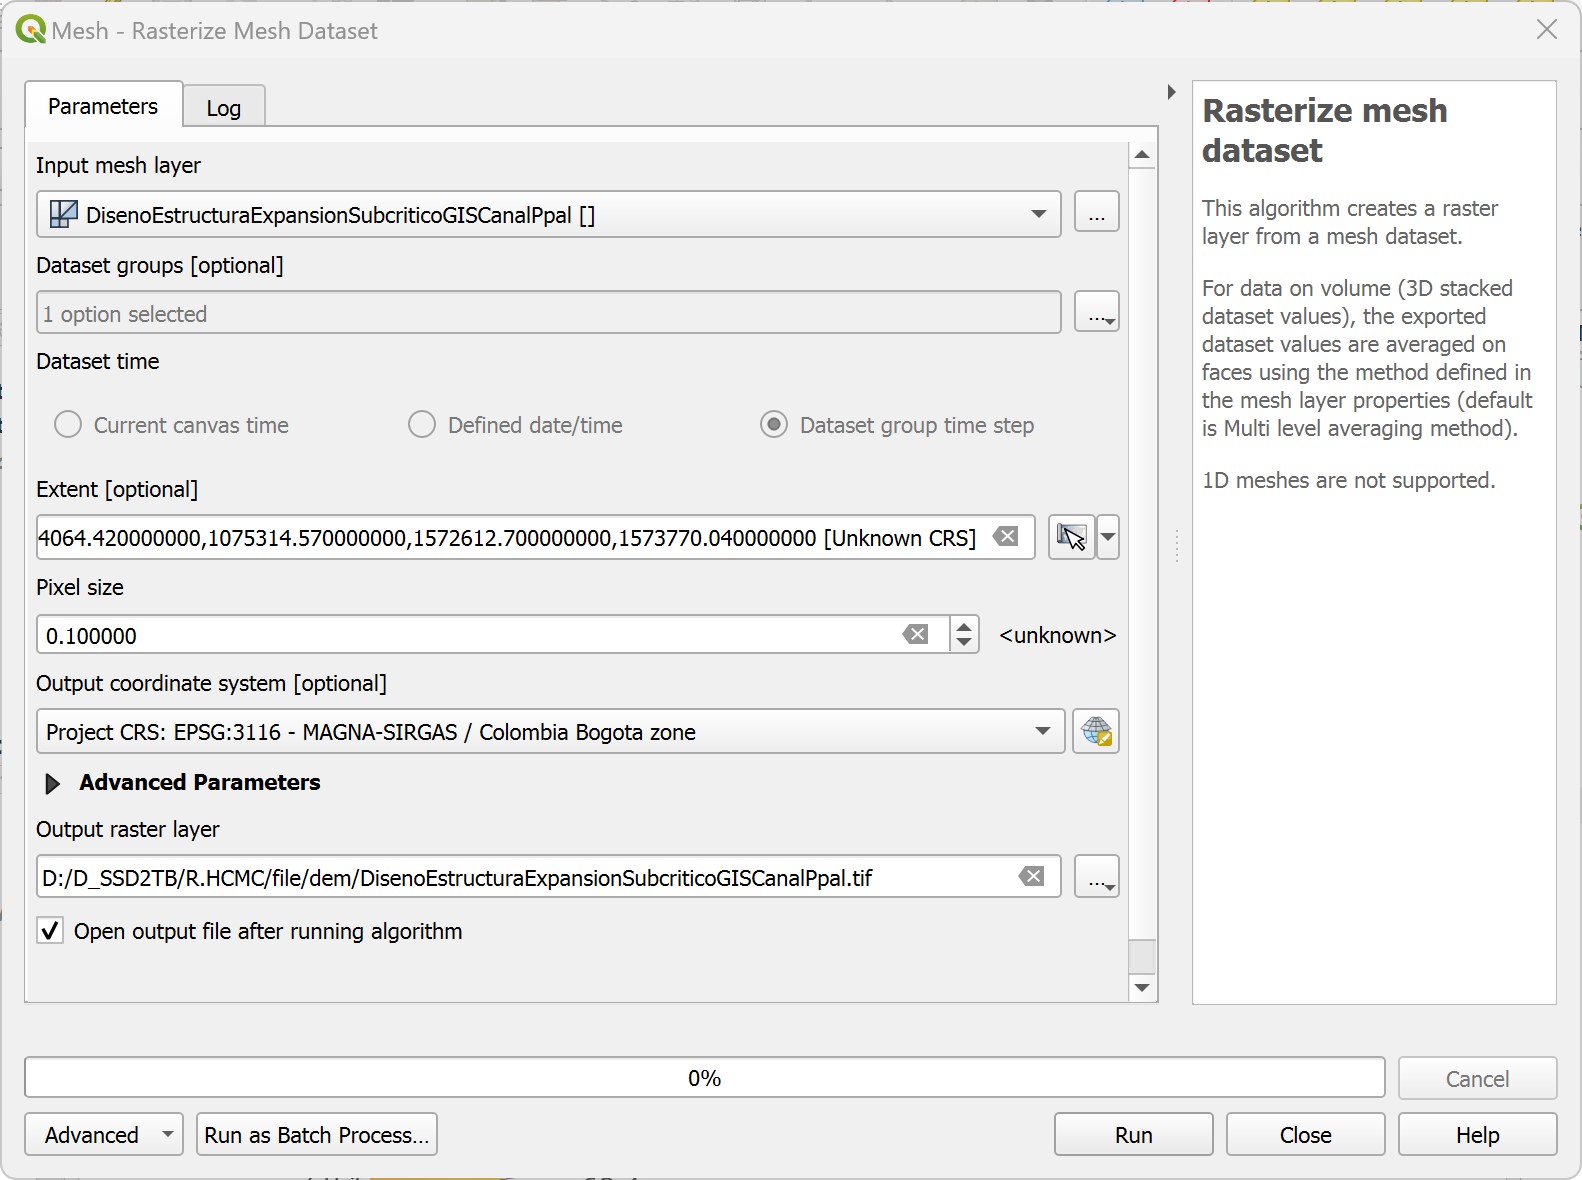 Mesh - Rasterize Mesh Dataset
Parameters
Log
Input mesh layer
DisenoEstructuraExpansionSubcriticoGISCanalPpal []
...
Dataset groups [optional]
1 option selected
...
Dataset time
Current canvas time
Defined date/time
Dataset group time step
Extent [optional]
4064.420000000,1075314.570000000,1572612.700000000,1573770.040000000 [Unknown CRS]
Pixel size
0.100000
<unknown>
Output coordinate system [optional]
Project CRS: EPSG:3116 - MAGNA-SIRGAS / Colombia Bogota zone
Advanced Parameters
Output raster layer
D:/D_SSD2TB/R.HCMC/file/dem/DisenoEstructuraExpansionSubcriticoGISCanalPpal.tif
...
Open output file after running algorithm
Rasterize mesh
dataset
This algorithm creates a raster
layer from a mesh dataset.
For data on volume (3D stacked
dataset values), the exported
dataset values are averaged on
faces using the method defined in
the mesh layer properties (default
is Multi level averaging method).
1D meshes are not supported.
0%
Cancel
Advanced
Run as Batch Process...
Run
Close
Help